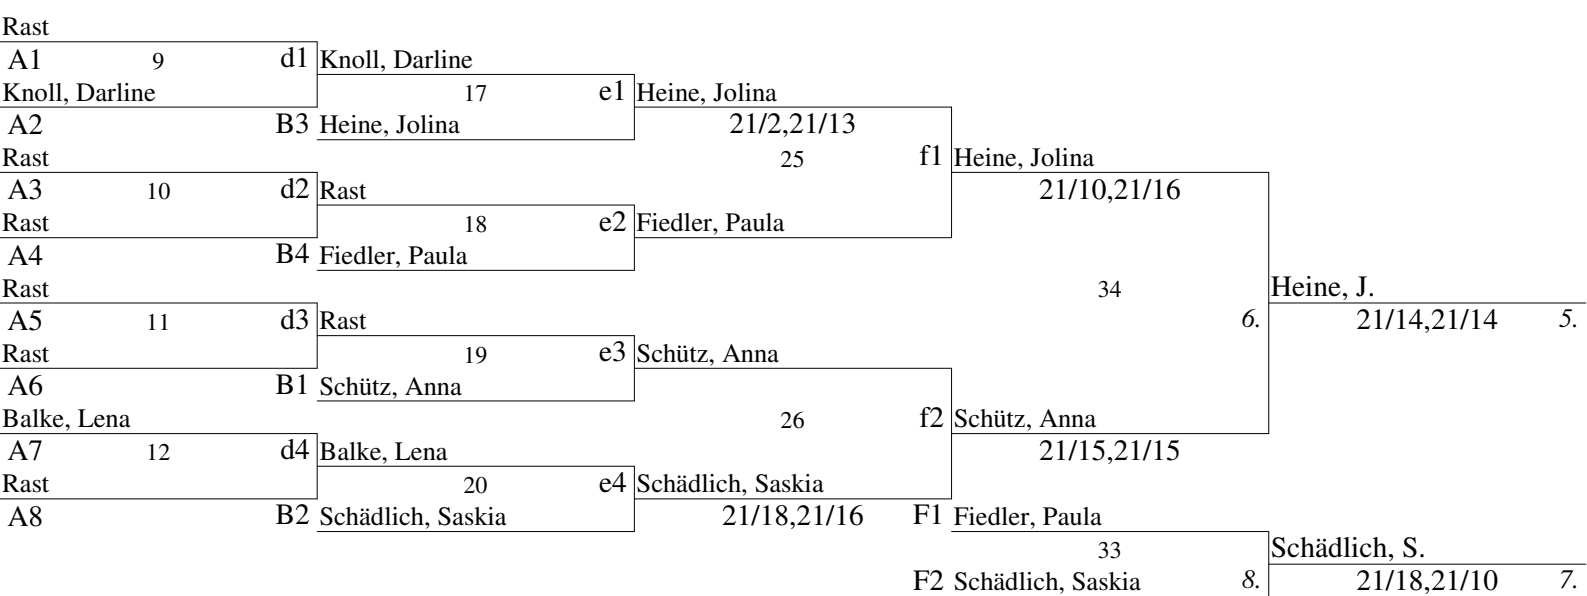 Rast
A1 9 d1 Knoll, Darline
Knoll, Darline 17 e1 Heine, Jolina
A2 B3 Heine, Jolina 21/2,21/13
Rast 25 f1 Heine, Jolina
A3 10 d2 Rast 21/10,21/16
Rast 18 e2 Fiedler, Paula
A4 B4 Fiedler, Paula
Rast 34 Heine, J.
A5 11 d3 Rast 6. 21/14,21/14 5.
Rast 19 e3 Schütz, Anna
A6 B1 Schütz, Anna
Balke, Lena 26 f2 Schütz, Anna
A7 12 d4 Balke, Lena 21/15,21/15
Rast 20 e4 Schädlich, Saskia
A8 B2 Schädlich, Saskia 21/18,21/16 F1 Fiedler, Paula
33 Schädlich, S.
F2 Schädlich, Saskia 8. 21/18,21/10 7.